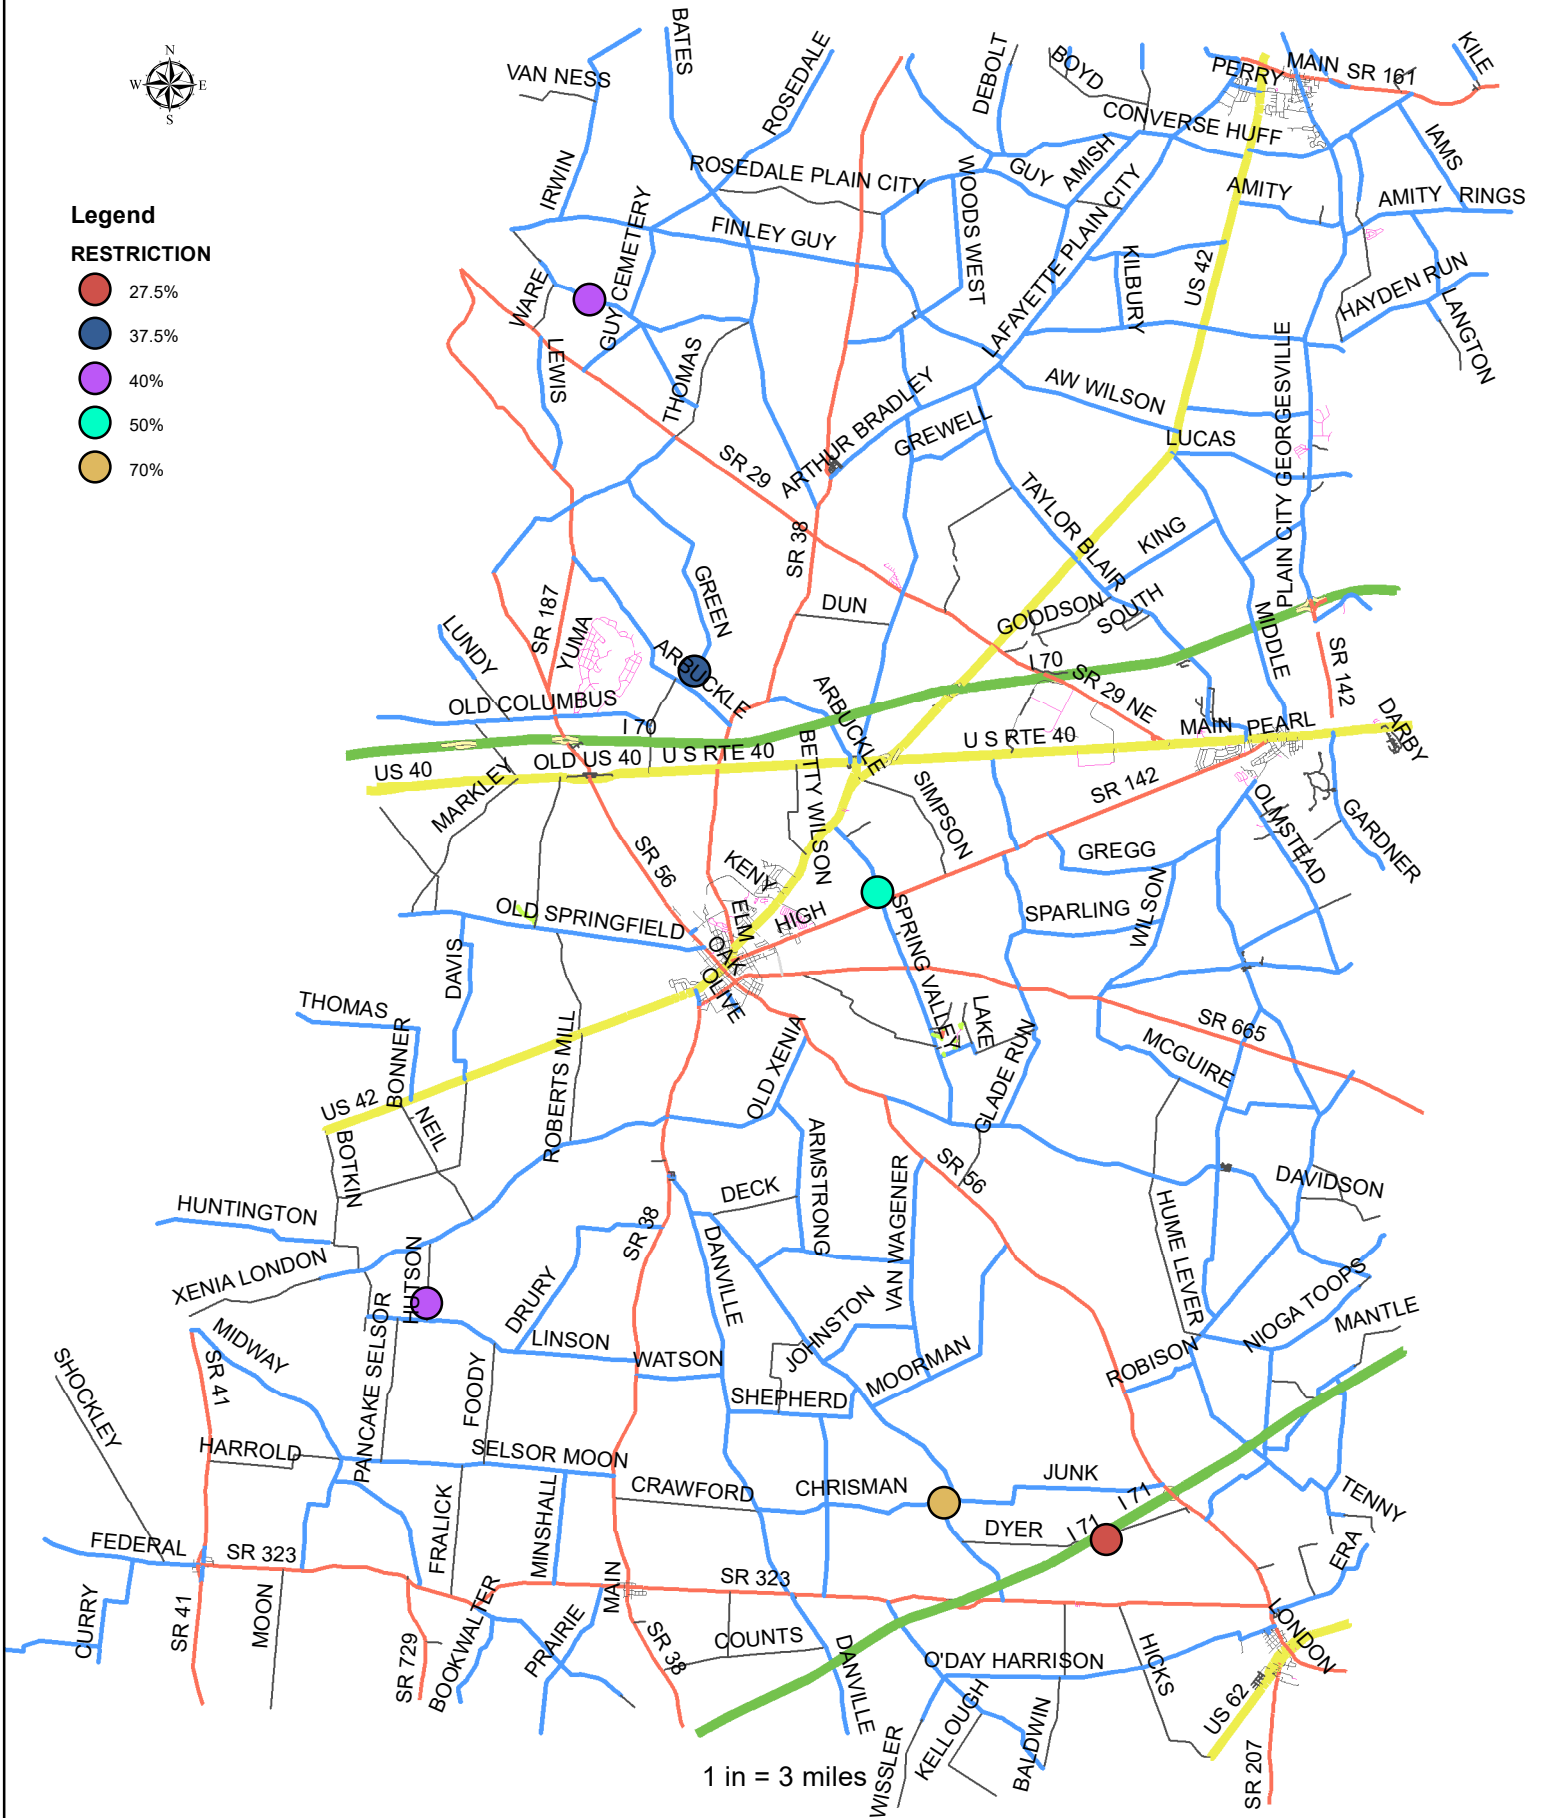 BATES
ROSEDALE
DEBOLT
BOYD
KILE
MAIN
SR 161
PERRY
VAN NESS
N
W
E
S
CONVERSE HUFF
IAMS
IRWIN
ROSEDALE PLAIN CITY
WOODS WEST
GUY
AMISH
AMITY
AMITY
RINGS
Legend
RESTRICTION
27.5%
37.5%
40%
50%
70%
GUY CEMETERY
FINLEY GUY
LAFAYETTE PLAIN CITY
KILBURY
US 42
HAYDEN RUN
LANGTON
WARE
LEWIS
THOMAS
AW WILSON
PLAIN CITY GEORGESVILLE
ARTHUR BRADLEY
GREWELL
LUCAS
SR 29
TAYLOR BLAIR
KING
SR 38
SR 187
GREEN
DUN
GOODSON
SOUTH
MIDDLE
LUNDY
YUMA
ARBUCKLE
I 70
SR 29 NE
SR 142
OLD COLUMBUS
I 70
ARBUCKLE
MAIN
PEARL
DARBY
US 40
OLD US 40
U S RTE 40
U S RTE 40
MARKLEY
BETTY WILSON
SIMPSON
SR 142
OLMSTEAD
GARDNER
SR 56
KENY
GREGG
OLD SPRINGFIELD
ELM
HIGH
SPARLING
WILSON
OAK
OLIVE
DAVIS
SPRING VALLEY
THOMAS
BONNER
LAKE
SR 665
ROBERTS MILL
OLD XENIA
GLADE RUN
MCGUIRE
US 42
NEIL
BOTKIN
ARMSTRONG
SR 56
DECK
VAN WAGENER
DAVIDSON
HUNTINGTON
HUME LEVER
XENIA LONDON
HUTSON
SR 38
DANVILLE
DRURY
JOHNSTON
NIOGA TOOPS
MANTLE
MIDWAY
PANCAKE SELSOR
LINSON
WATSON
MOORMAN
ROBISON
SHOCKLEY
SR 41
FOODY
SHEPHERD
HARROLD
SELSOR MOON
CRAWFORD
CHRISMAN
JUNK
I 71
TENNY
FEDERAL
SR 323
FRALICK
MINSHALL
DYER
I 71
ERA
CURRY
SR 41
MOON
BOOKWALTER
MAIN
SR 323
LONDON
SR 729
PRAIRIE
SR 38
COUNTS
DANVILLE
O'DAY HARRISON
HICKS
US 62
WISSLER
KELLOUGH
BALDWIN
SR 207
1 in = 3 miles